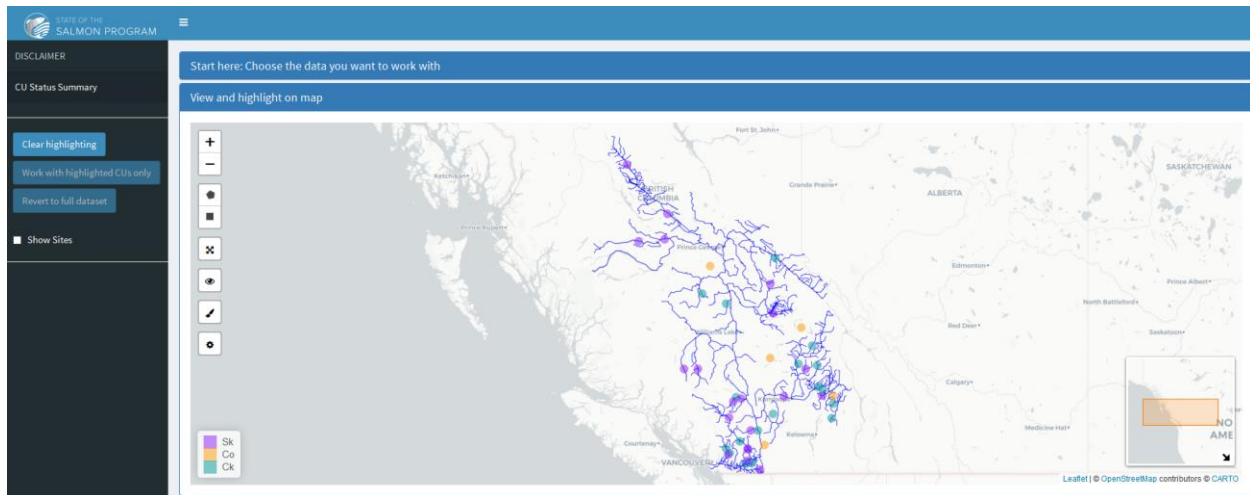 STATE OF THE
SALMON PROGRAM
DISCLAIMER
CU Status Summary
Clear highlighting
Work with highlighted CUs only
Revert to full dataset
Show Sites
Start here: Choose the data you want to work with
View and highlight on map
+
−
Fort St. John
SASKATCHEWAN
Ketchikan
Grande Prairie
ALBERTA
BRITISH
COLUMBIA
Prince Rupert
Prince George
Edmonton
Prince Albert
North Battleford
Red Deer
Williams Lake
Saskatoon
Calgary
Kamloops
Medicine Hat
Kelowna
Courtenay
VANCOUVER
NO
AME
Sk
Co
Ck
Leaflet | © OpenStreetMap contributors © CARTO